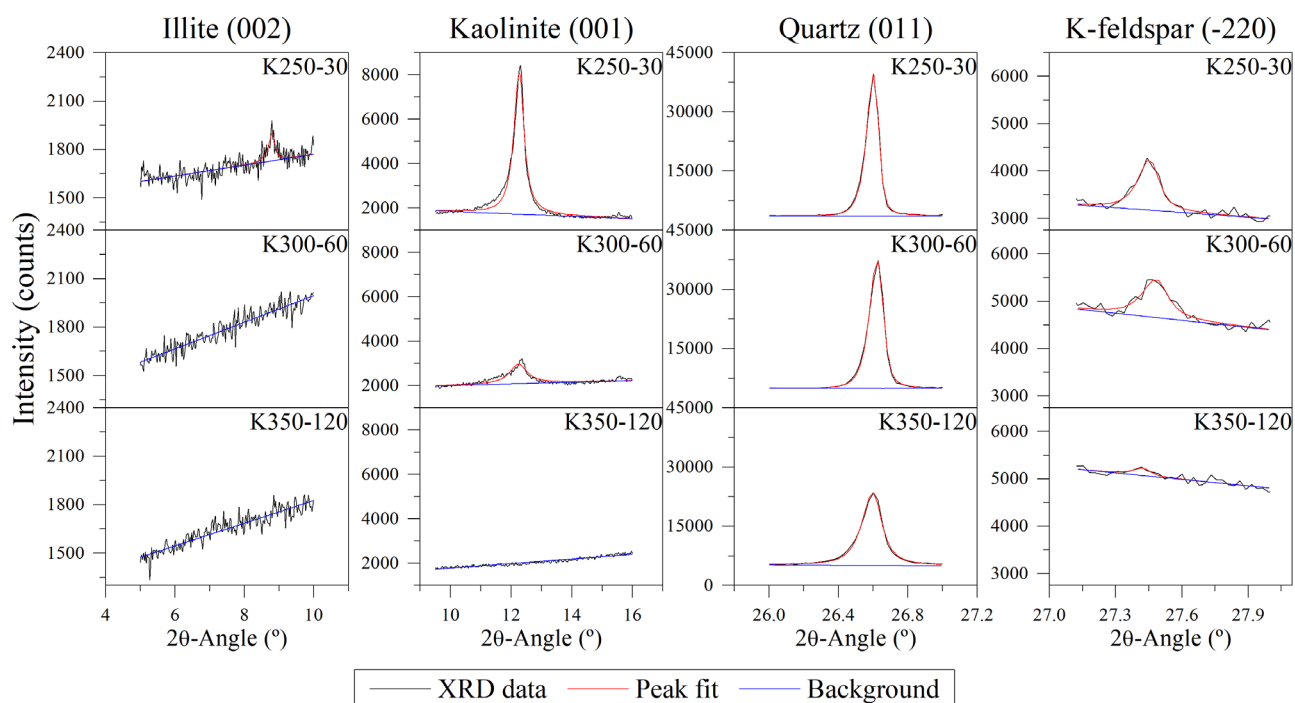 Illite (002) Kaolinite (001) Quartz (011) K-feldspar (-220)
Intensity (counts)
2400 2100 1800 1500 K250-30
8000 6000 4000 2000 K250-30
45000 30000 15000 K250-30
6000 5000 4000 3000 K250-30
2400 2100 1800 1500 K300-60
8000 6000 4000 2000 K300-60
45000 30000 15000 K300-60
6000 5000 4000 3000 K300-60
2400 2100 1800 1500 K350-120
8000 6000 4000 2000 K350-120
45000 30000 15000 0 K350-120
6000 5000 4000 3000 K350-120
4 6 8 10
10 12 14 16
26.0 26.4 26.8 27.2
27.0 27.3 27.6 27.9
2θ-Angle (º) 2θ-Angle (º) 2θ-Angle (º) 2θ-Angle (º)
XRD data Peak fit Background